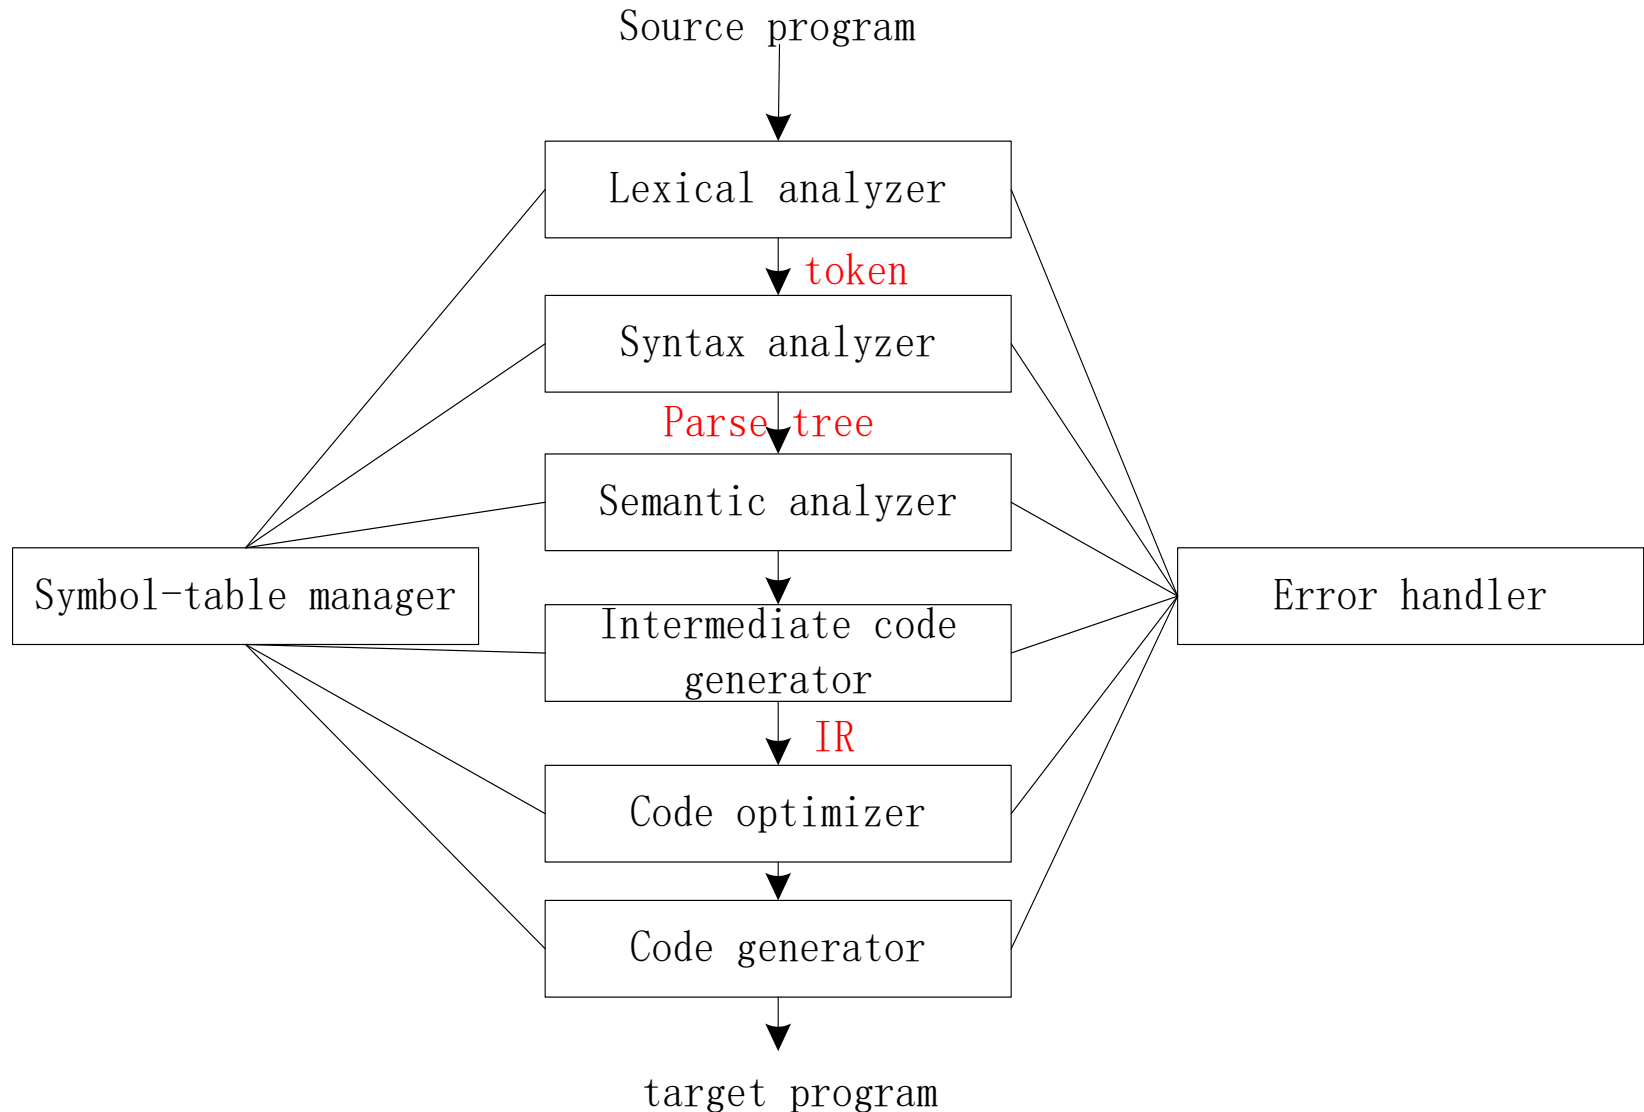 Source program
Lexical analyzer
token
Syntax analyzer
Parse tree
Semantic analyzer
Symbol-table manager
Error handler
Intermediate code
generator
IR
Code optimizer
Code generator
target program